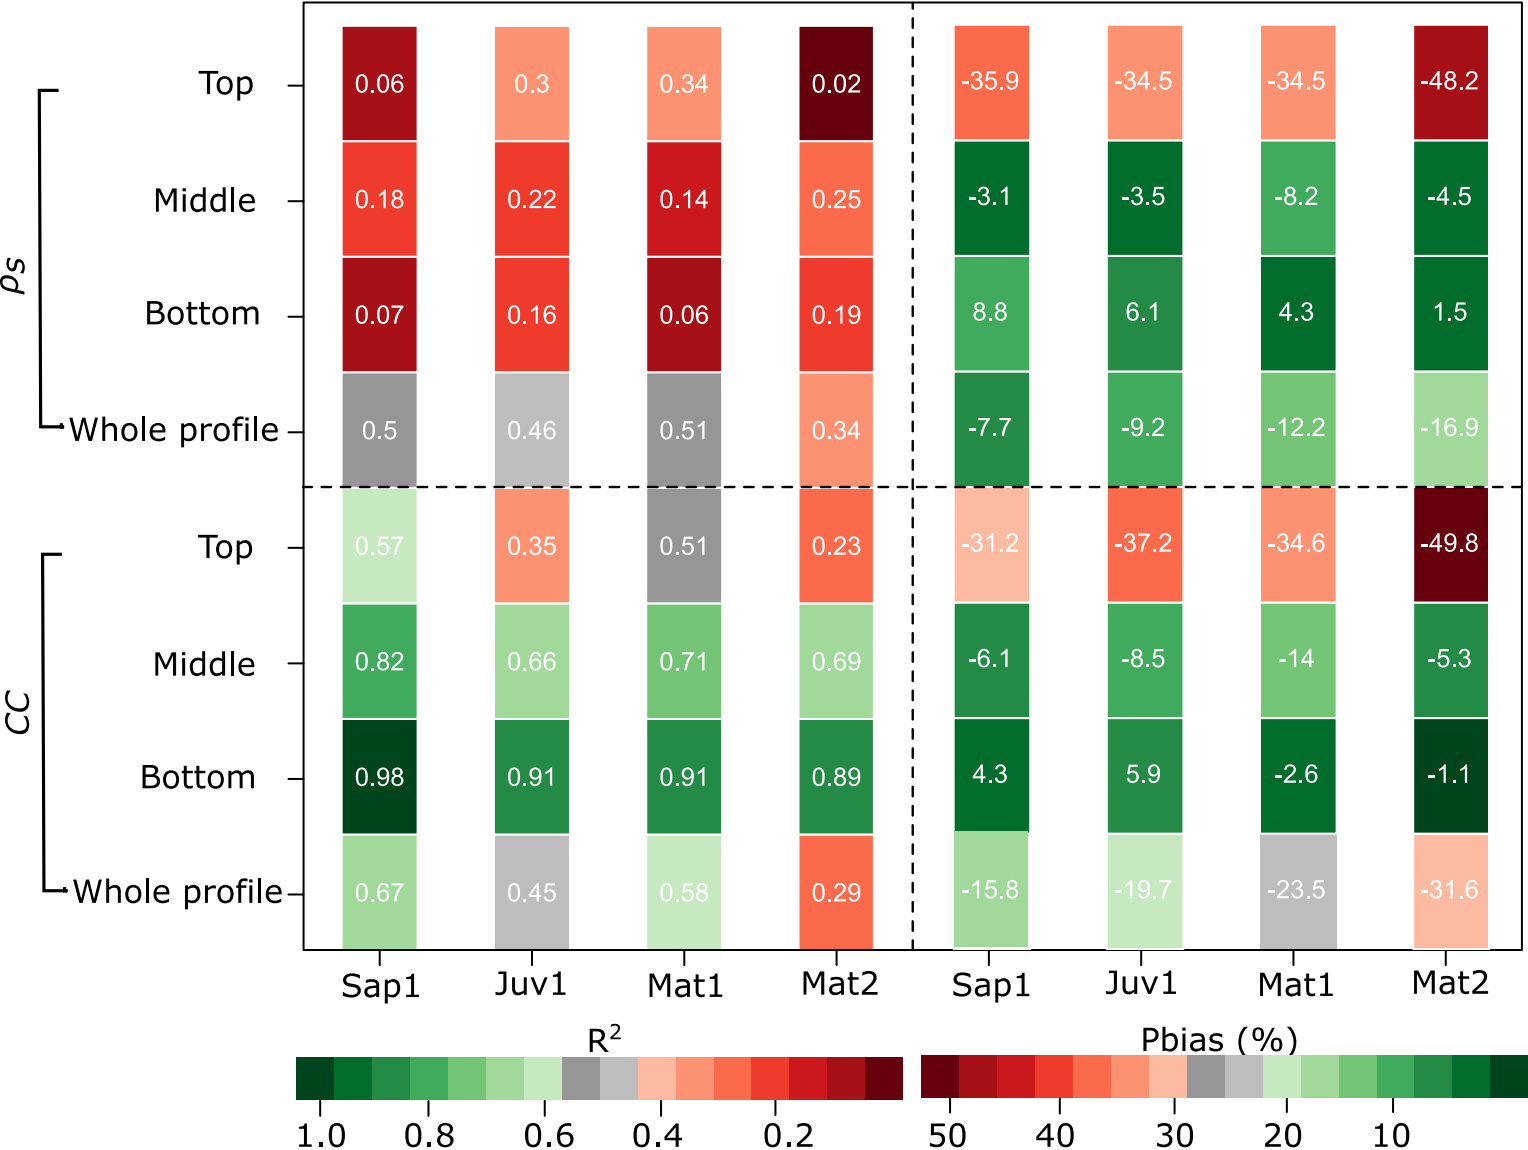 ρs
Top 0.06 0.3 0.34 0.02 -35.9 -34.5 -34.5 -48.2
Middle 0.18 0.22 0.14 0.25 -3.1 -3.5 -8.2 -4.5
Bottom 0.07 0.16 0.06 0.19 8.8 6.1 4.3 1.5
Whole profile 0.5 0.46 0.51 0.34 -7.7 -9.2 -12.2 -16.9
CC
Top 0.57 0.35 0.51 0.23 -31.2 -37.2 -34.6 -49.8
Middle 0.82 0.66 0.71 0.69 -6.1 -8.5 -14 -5.3
Bottom 0.98 0.91 0.91 0.89 4.3 5.9 -2.6 -1.1
Whole profile 0.67 0.45 0.58 0.29 -15.8 -19.7 -23.5 -31.6
Sap1 Juv1 Mat1 Mat2 Sap1 Juv1 Mat1 Mat2
R² Pbias (%)
1.0 0.8 0.6 0.4 0.2 50 40 30 20 10